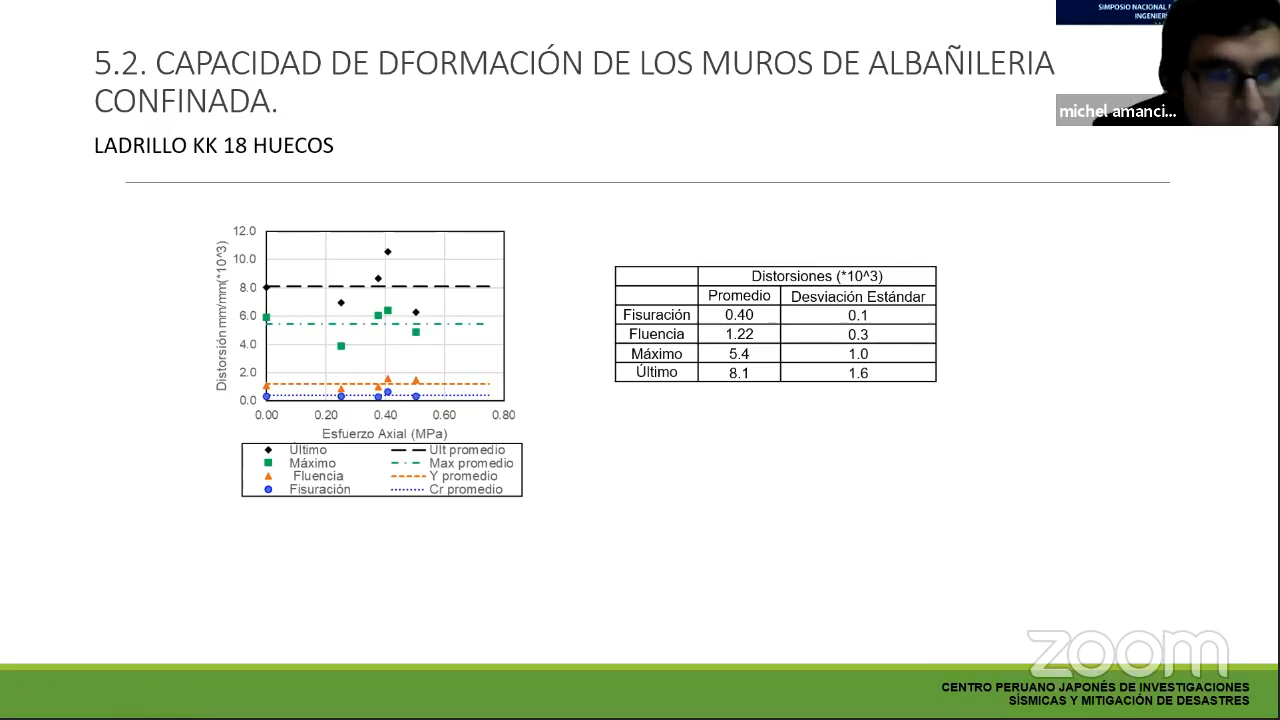 SIMPOSIO NACIONAL
INGENIER
5.2. CAPACIDAD DE DFORMACIÓN DE LOS MUROS DE ALBAÑILERIA
CONFINADA.
michel amanci...
LADRILLO KK 18 HUECOS
Distorsión mm/mm(*10^3)
12.0
10.0
8.0
6.0
4.0
2.0
0.0
0.00 0.20 0.40 0.60 0.80
Esfuerzo Axial (MPa)
Último Ult promedio
Máximo Max promedio
Fluencia Y promedio
Fisuración Cr promedio
Distorsiones (*10^3)
Promedio Desviación Estándar
Fisuración 0.40 0.1
Fluencia 1.22 0.3
Máximo 5.4 1.0
Último 8.1 1.6
zoom
CENTRO PERUANO JAPONÉS DE INVESTIGACIONES
SÍSMICAS Y MITIGACIÓN DE DESASTRES